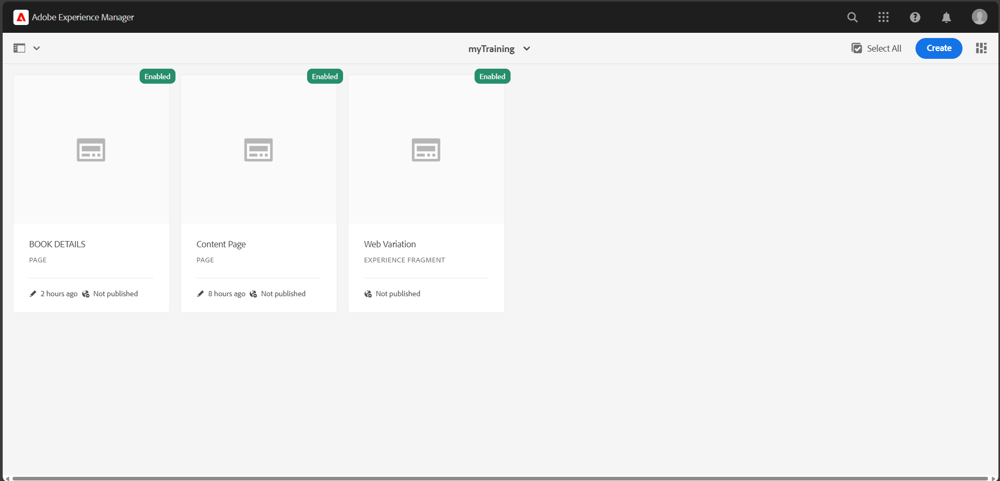 Adobe Experience Manager
myTraining
Select All
Create
Enabled
Enabled
Enabled
BOOK DETAILS
PAGE
2 hours ago Not published
Content Page
PAGE
8 hours ago Not published
Web Variation
EXPERIENCE FRAGMENT
Not published